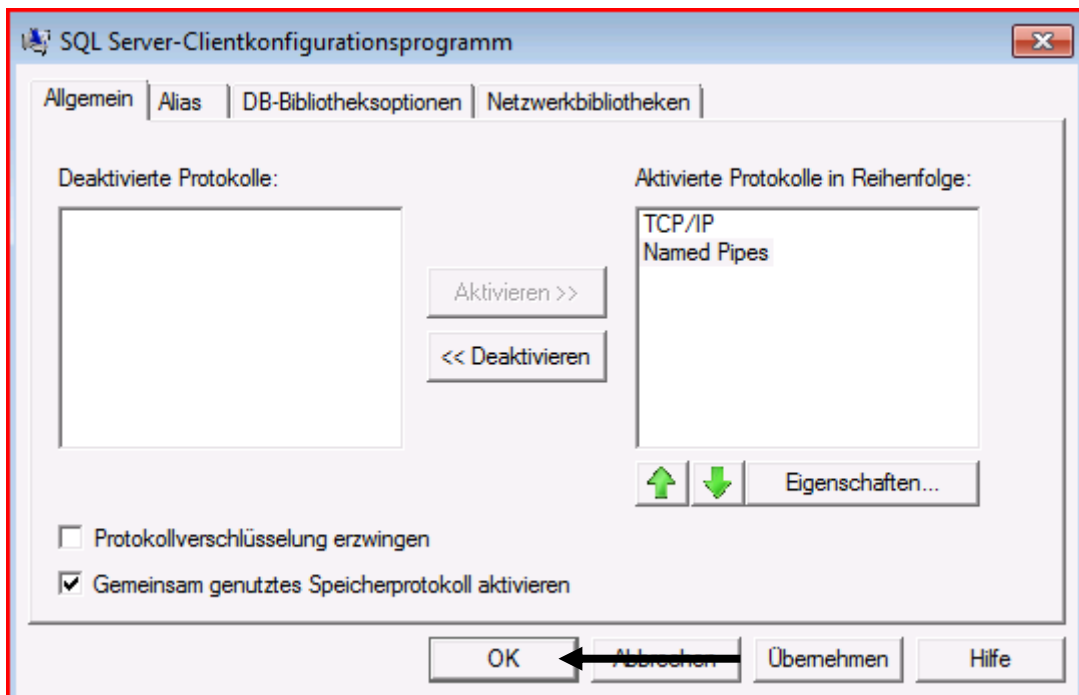 SQL Server-Clientkonfigurationsprogramm
Allgemein Alias DB-Bibliotheksoptionen Netzwerkbibliotheken
Deaktivierte Protokolle: Aktivierte Protokolle in Reihenfolge:
TCP/IP
Named Pipes
Aktivieren >>
<< Deaktivieren
Eigenschaften...
Protokollverschlüsselung erzwingen
Gemeinsam genutztes Speicherprotokoll aktivieren
OK Abbrechen Übernehmen Hilfe